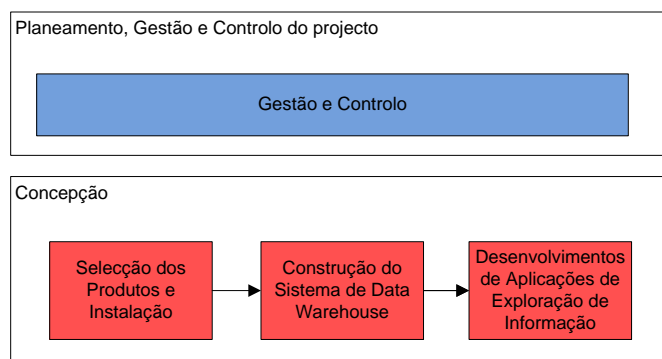 Planeamento, Gestão e Controlo do projecto
Gestão e Controlo
Concepção
Selecção dos
Produtos e
Instalação
Construção do
Sistema de Data
Warehouse
Desenvolvimentos
de Aplicações de
Exploração de
Informação